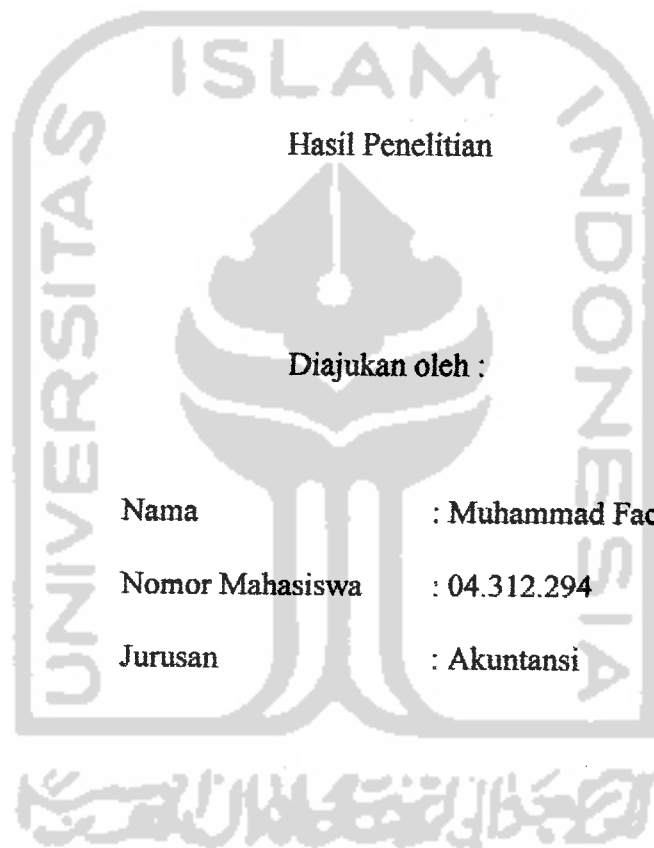 ISLAM
UNIVERSITAS
INDONESIA
Hasil Penelitian
Diajukan oleh :
Nama : Muhammad Fac
Nomor Mahasiswa : 04.312.294
Jurusan : Akuntansi